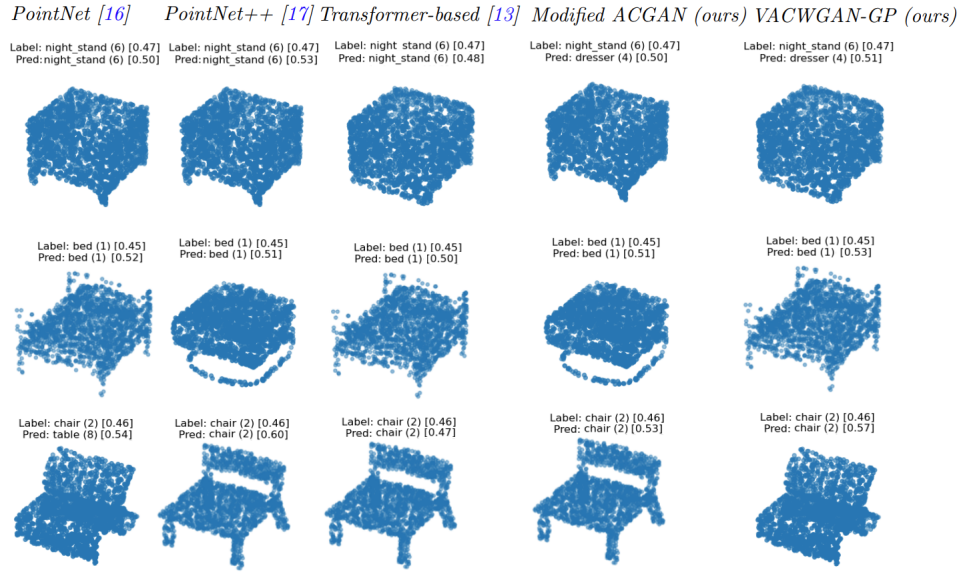 PointNet [16] PointNet++ [17] Transformer-based [13] Modified ACGAN (ours) VACWGAN-GP (ours)
Label: night_stand (6) [0.47] Label: night_stand (6) [0.47] Label: night_stand (6) [0.47] Label: night_stand (6) [0.47] Label: night_stand (6) [0.47]
Pred:night_stand (6) [0.50] Pred:night_stand (6) [0.53] Pred: night_stand (6) [0.48] Pred: dresser (4) [0.50] Pred: dresser (4) [0.51]
Label: bed (1) [0.45] Label: bed (1) [0.45] Label: bed (1) [0.45] Label: bed (1) [0.45] Label: bed (1) [0.45]
Pred: bed (1) [0.52] Pred: bed (1) [0.51] Pred: bed (1) [0.50] Pred: bed (1) [0.51] Pred: bed (1) [0.53]
Label: chair (2) [0.46] Label: chair (2) [0.46] Label: chair (2) [0.46] Label: chair (2) [0.46] Label: chair (2) [0.46]
Pred: table (8) [0.54] Pred: chair (2) [0.60] Pred: chair (2) [0.47] Pred: chair (2) [0.53] Pred: chair (2) [0.57]